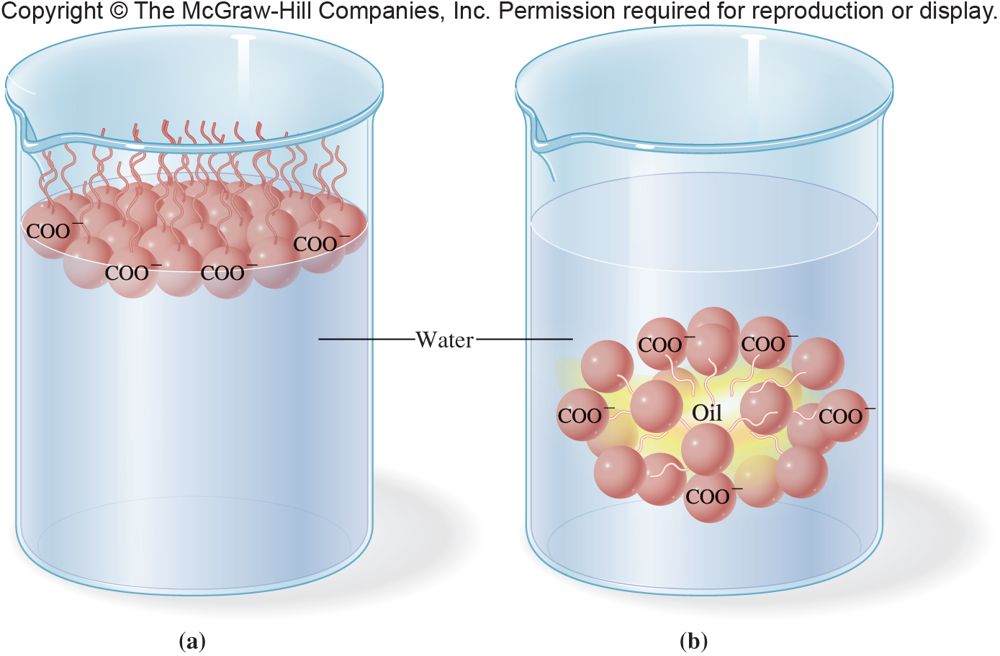 Copyright © The McGraw-Hill Companies, Inc. Permission required for reproduction or display.
COO⁻
COO⁻
COO⁻
COO⁻
Water
COO⁻
COO⁻
COO⁻
Oil
COO⁻
COO⁻
(a)
(b)